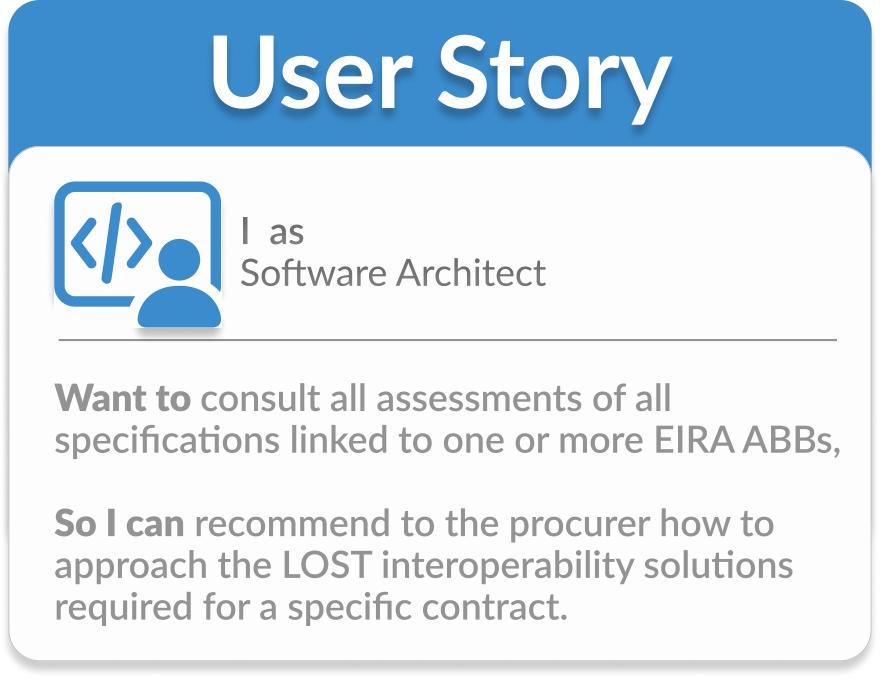 User Story
</>
I as
Software Architect
Want to consult all assessments of all
specifications linked to one or more EIRA ABBs,
So I can recommend to the procurer how to
approach the LOST interoperability solutions
required for a specific contract.